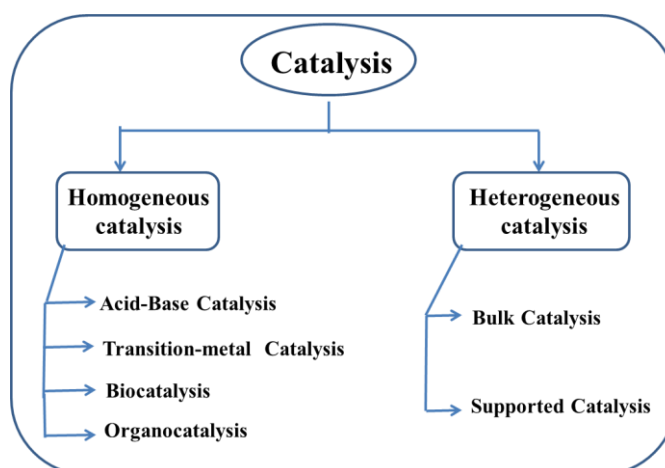 Catalysis
Homogeneous
catalysis
Acid-Base Catalysis
Transition-metal Catalysis
Biocatalysis
Organocatalysis
Heterogeneous
catalysis
Bulk Catalysis
Supported Catalysis